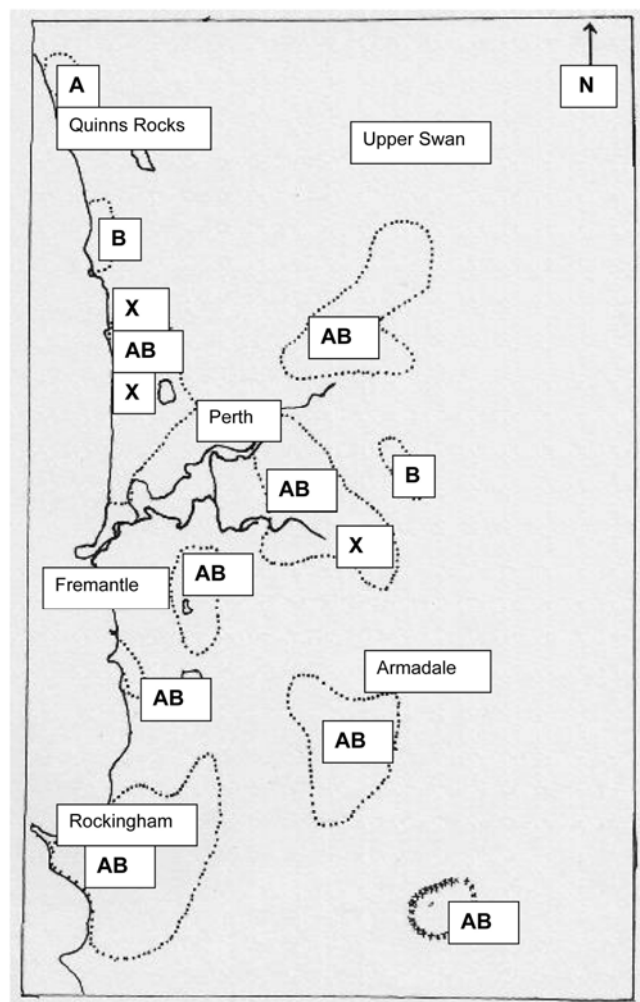 A
N
Quinns Rocks
Upper Swan
B
X
AB
AB
X
Perth
B
AB
X
AB
Fremantle
Armadale
AB
AB
Rockingham
AB
AB